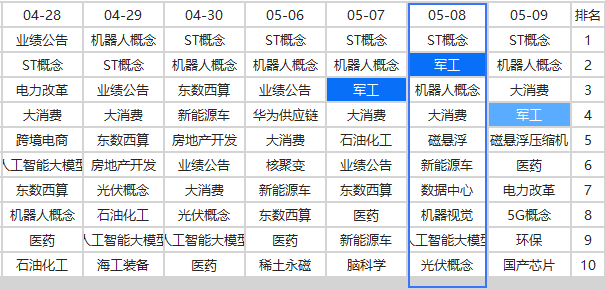 04-28 04-29 04-30 05-06 05-07 05-08 05-09 排名
业绩公告 机器人概念 ST概念 ST概念 ST概念 ST概念 ST概念 1
ST概念 ST概念 机器人概念 机器人概念 机器人概念 军工 机器人概念 2
电力改革 业绩公告 东数西算 业绩公告 军工 机器人概念 大消费 3
大消费 大消费 新能源车 华为供应链 大消费 大消费 军工 4
跨境电商 东数西算 房地产开发 大消费 石油化工 磁悬浮 磁悬浮压缩机 5
人工智能大模型 房地产开发 业绩公告 核聚变 业绩公告 新能源车 医药 6
东数西算 光伏概念 大消费 新能源车 东数西算 数据中心 电力改革 7
机器人概念 石油化工 光伏概念 东数西算 医药 机器视觉 5G概念 8
医药 人工智能大模型 人工智能大模型 医药 新能源车 人工智能大模型 环保 9
石油化工 海工装备 医药 稀土永磁 脑科学 光伏概念 国产芯片 10